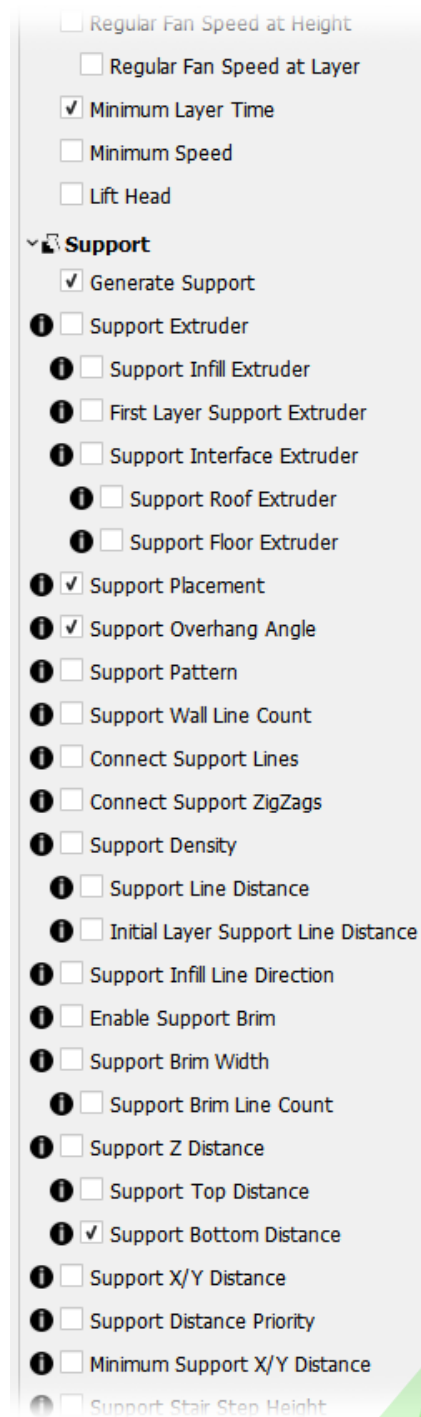 Regular Fan Speed at Height
Regular Fan Speed at Layer
Minimum Layer Time
Minimum Speed
Lift Head
Support
Generate Support
Support Extruder
Support Infill Extruder
First Layer Support Extruder
Support Interface Extruder
Support Roof Extruder
Support Floor Extruder
Support Placement
Support Overhang Angle
Support Pattern
Support Wall Line Count
Connect Support Lines
Connect Support ZigZags
Support Density
Support Line Distance
Initial Layer Support Line Distance
Support Infill Line Direction
Enable Support Brim
Support Brim Width
Support Brim Line Count
Support Z Distance
Support Top Distance
Support Bottom Distance
Support X/Y Distance
Support Distance Priority
Minimum Support X/Y Distance
Support Stair Step Height